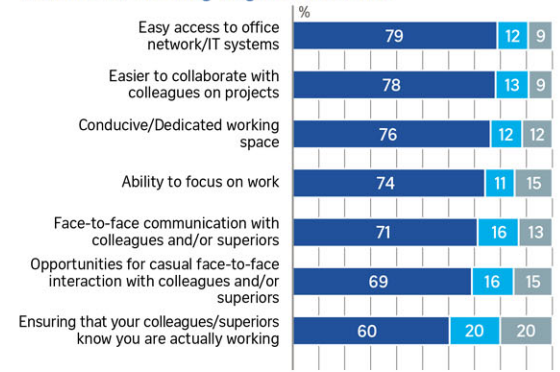 %
Easy access to office
network/IT systems
79 12 9
Easier to collaborate with
colleagues on projects
78 13 9
Conducive/Dedicated working
space
76 12 12
Ability to focus on work
74 11 15
Face-to-face communication with
colleagues and/or superiors
71 16 13
Opportunities for casual face-to-face
interaction with colleagues and/or
superiors
69 16 15
Ensuring that your colleagues/superiors
know you are actually working
60 20 20